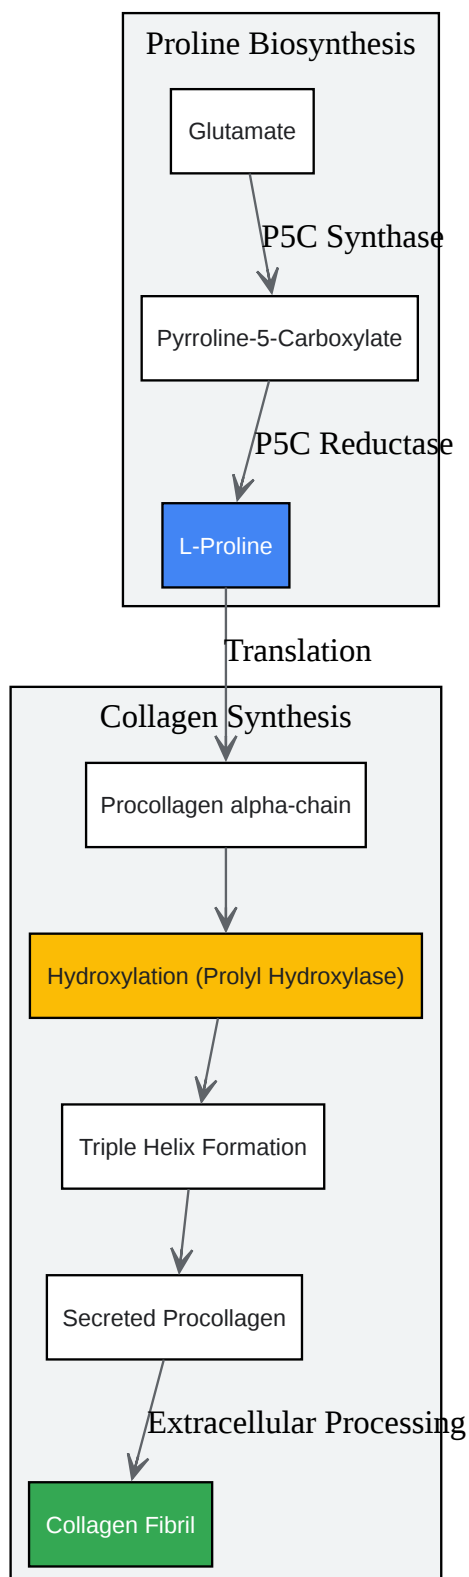 Proline Biosynthesis
Glutamate
P5C Synthase
Pyrroline-5-Carboxylate
P5C Reductase
L-Proline
Translation
Collagen Synthesis
Procollagen alpha-chain
Hydroxylation (Prolyl Hydroxylase)
Triple Helix Formation
Secreted Procollagen
Extracellular Processing
Collagen Fibril